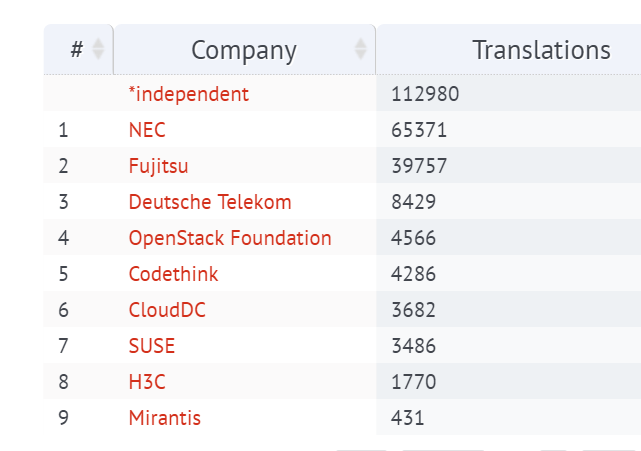 # Company Translations
*independent 112980
1 NEC 65371
2 Fujitsu 39757
3 Deutsche Telekom 8429
4 OpenStack Foundation 4566
5 Codethink 4286
6 CloudDC 3682
7 SUSE 3486
8 H3C 1770
9 Mirantis 431